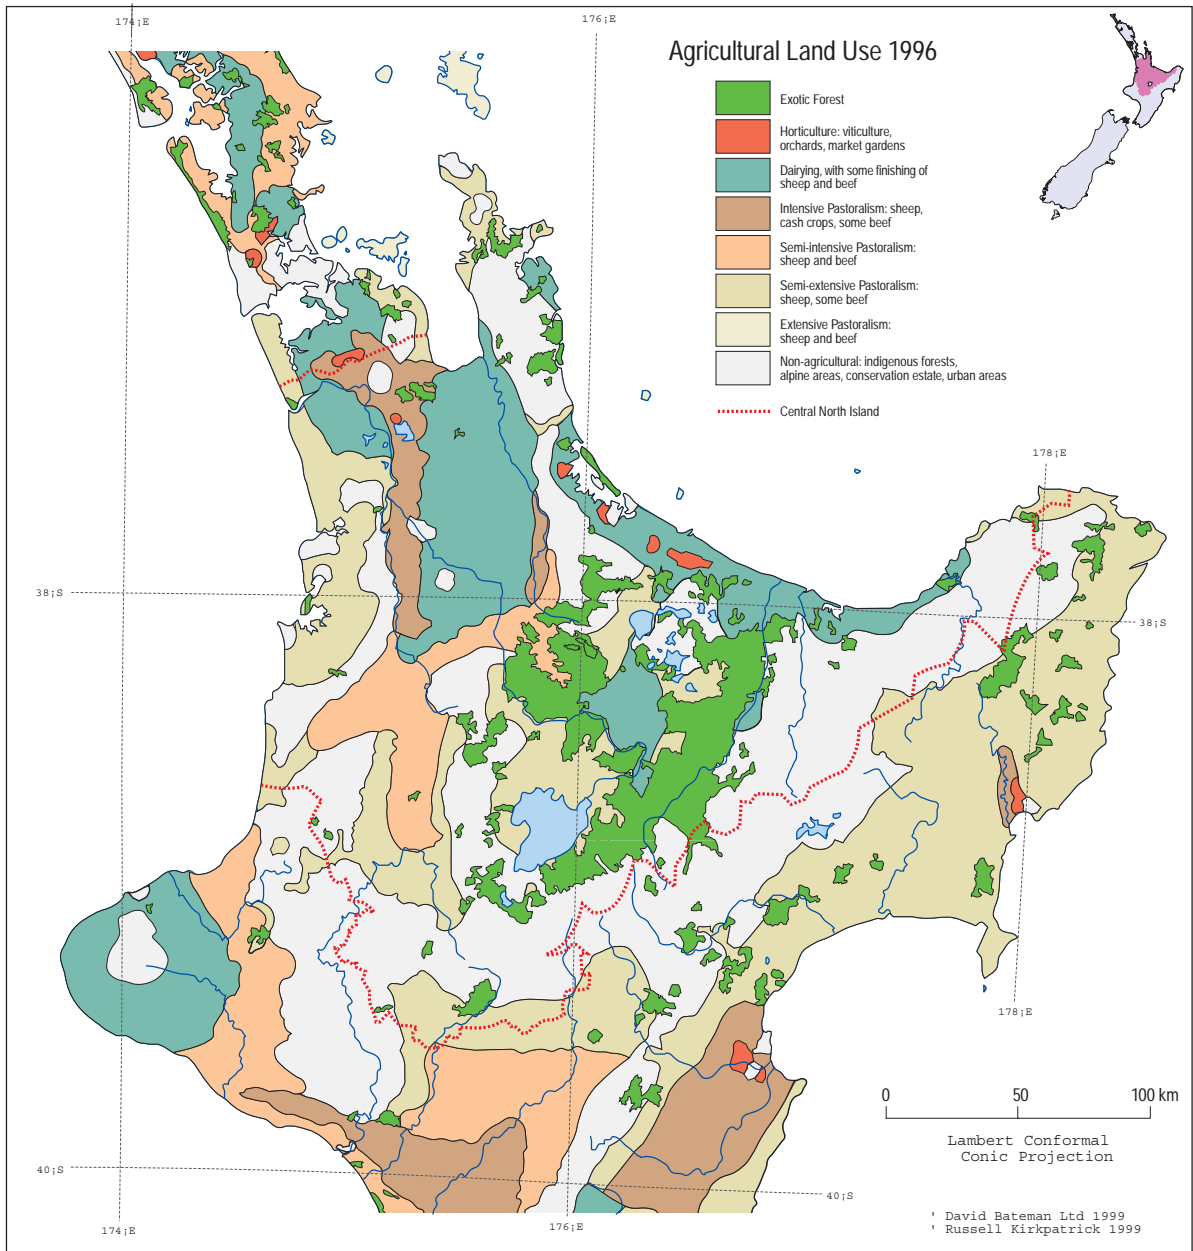 174¡E
176¡E
Agricultural Land Use 1996
Exotic Forest
Horticulture: viticulture,
orchards, market gardens
Dairying, with some finishing of
sheep and beef
Intensive Pastoralism: sheep,
cash crops, some beef
Semi-intensive Pastoralism:
sheep and beef
Semi-extensive Pastoralism:
sheep, some beef
Extensive Pastoralism:
sheep and beef
Non-agricultural: indigenous forests,
alpine areas, conservation estate, urban areas
Central North Island
178¡E
38¡S
38¡S
178¡E
0 50 100 km
Lambert Conformal
Conic Projection
40¡S
40¡S
' David Bateman Ltd 1999
' Russell Kirkpatrick 1999
174¡E
176¡E